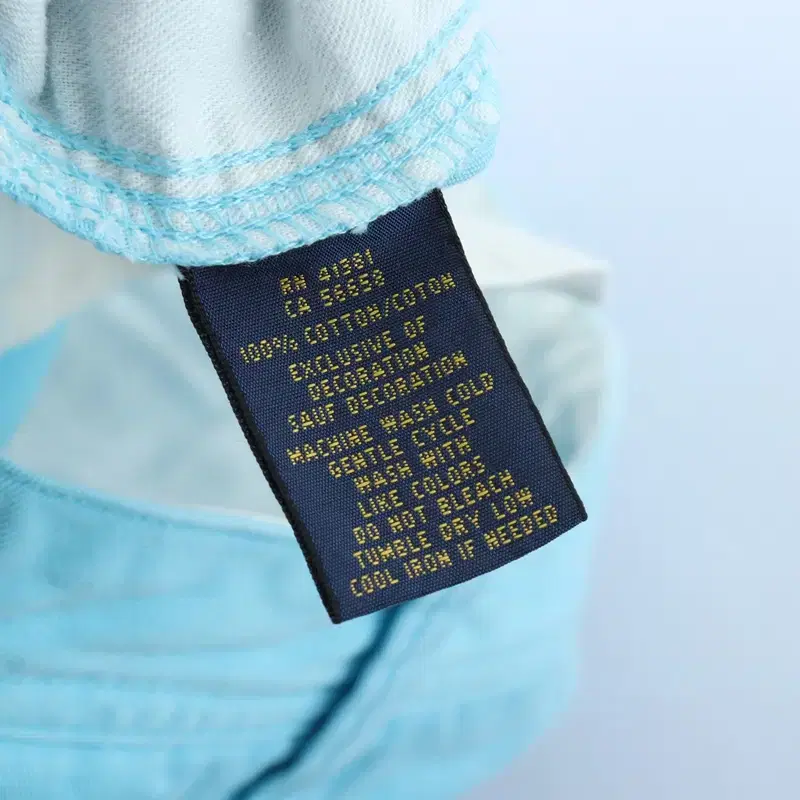 RN 41381
CA 56653
100% COTTON/COTON
EXCLUSIVE OF
DECORATION
SAUF DECORATION
MACHINE WASH COLD
GENTLE CYCLE
WASH WITH
LIKE COLORS
DO NOT BLEACH
TUMBLE DRY LOW
COOL IRON IF NEEDED